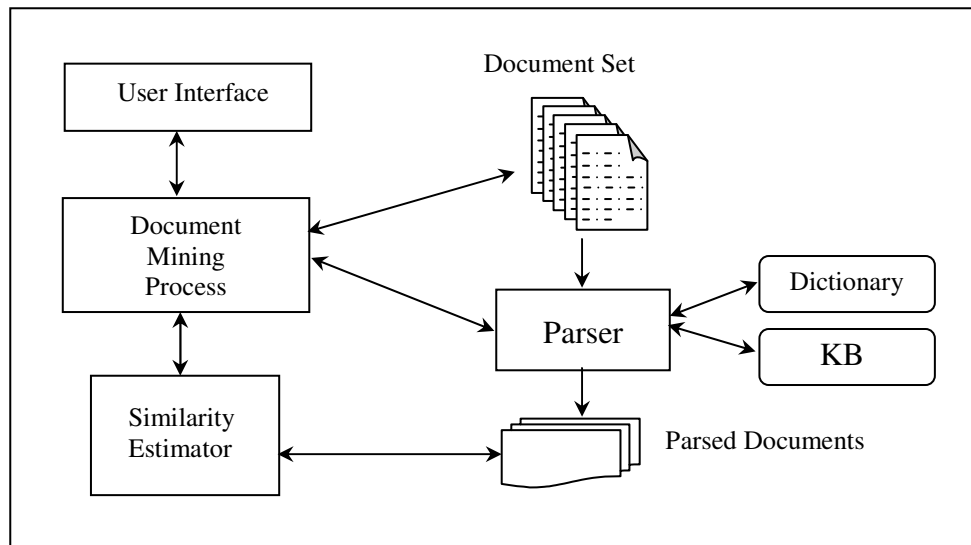 Document Set
User Interface
Document
Mining
Process
Dictionary
Parser
KB
Similarity
Estimator
Parsed Documents